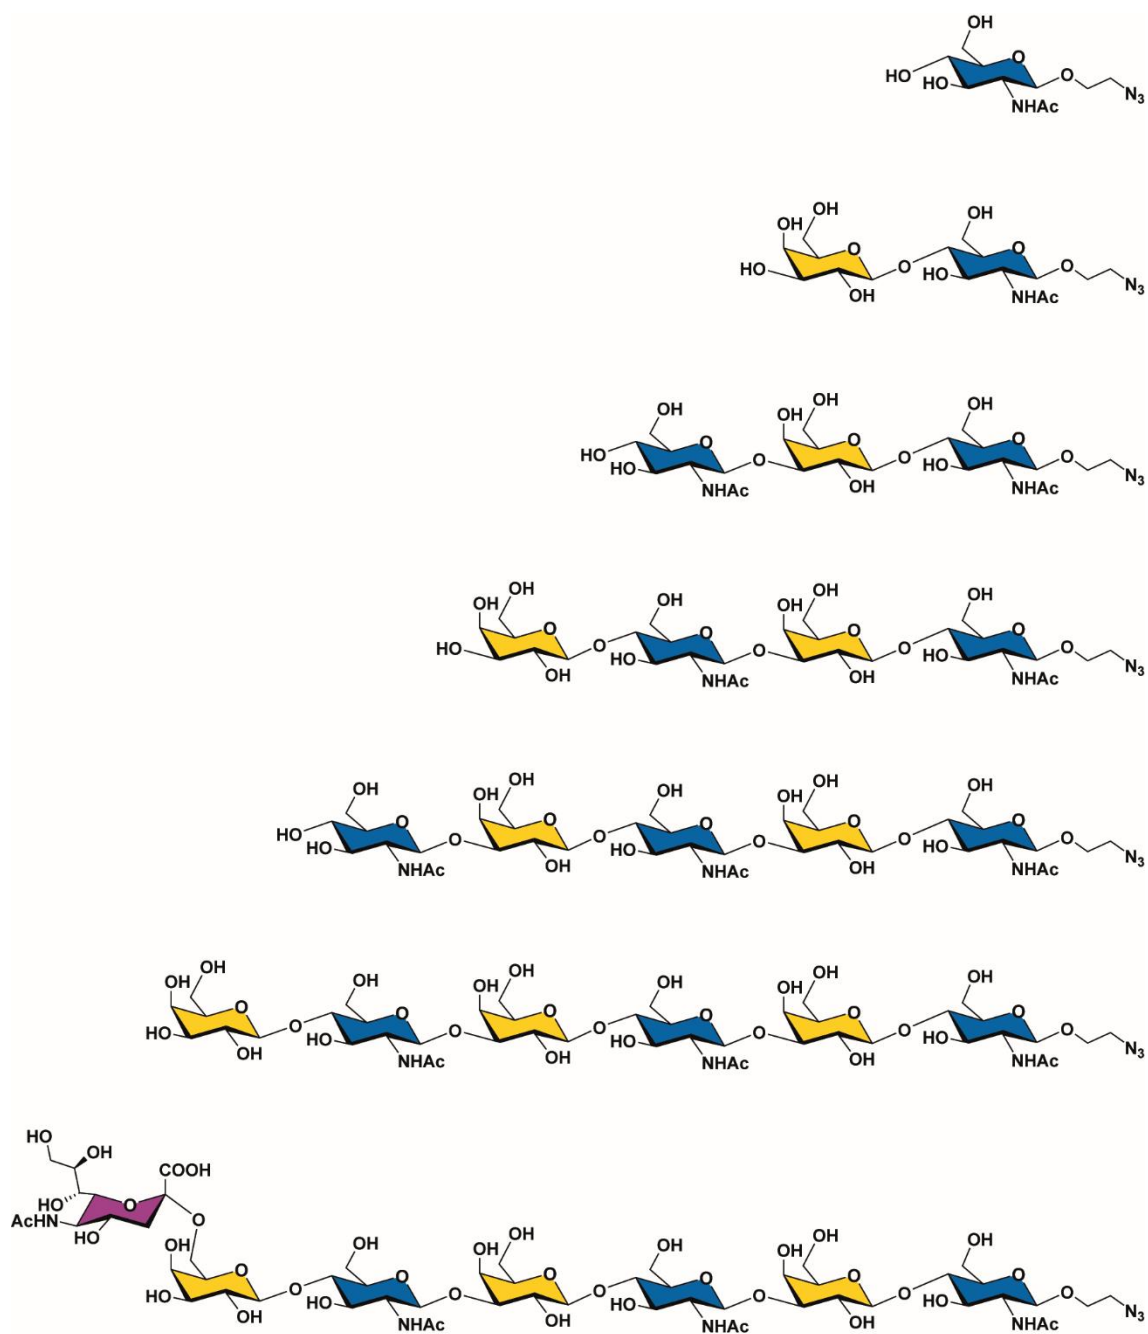 OH
O
HO HO O N3
NHAc
OH OH OH
O O
HO O HO O N3
OH NHAc
OH OH OH OH
O O O
HO HO O O HO O N3
NHAc OH NHAc
OH OH OH OH OH OH
O O O O
HO O HO O O HO O N3
OH NHAc OH NHAc
OH OH OH OH OH OH OH
O O O O O
HO HO O O HO O O HO O N3
NHAc OH NHAc OH NHAc
OH OH OH OH OH OH OH OH OH
O O O O O O
HO O HO O O HO O O HO O N3
OH NHAc OH NHAc OH NHAc
HO OH
COOH
HO O
AcHN HO O
OH OH OH OH OH OH OH OH
O O O O O O
HO O HO O O HO O O HO O N3
OH NHAc OH NHAc OH NHAc